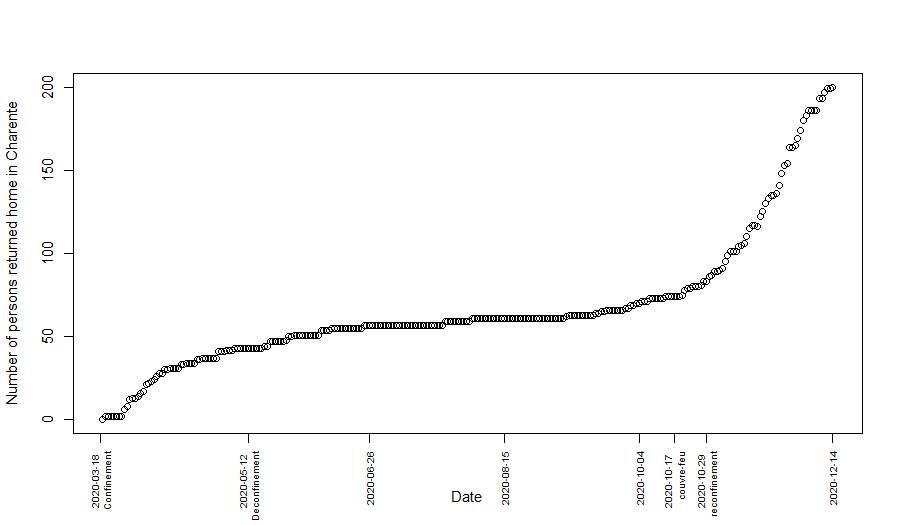 Number of persons returned home in Charente
200
150
100
50
0
2020-03-18
Confinement
2020-05-12
Deconfinement
2020-06-26
2020-08-15
2020-10-04
2020-10-17
couvre-feu
2020-10-29
reconfinement
2020-12-14
Date